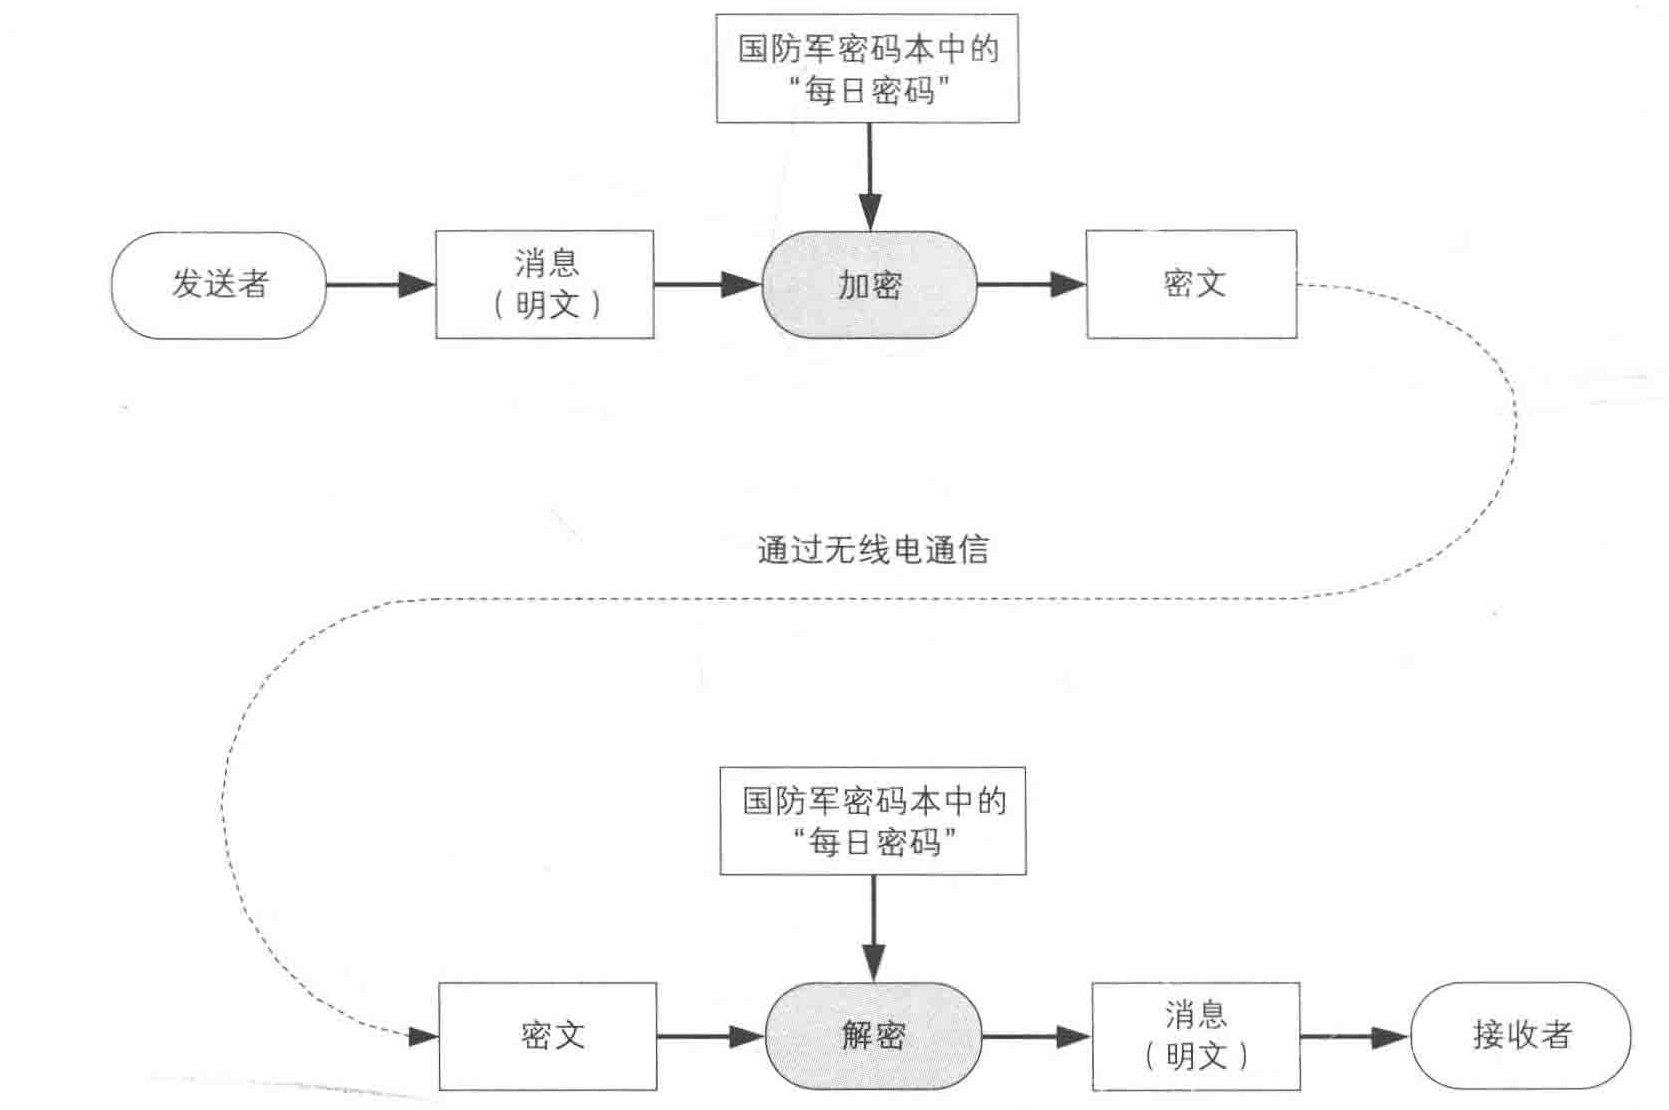 国防军密码本中的
“每日密码”
发送者
消息
（明文）
加密
密文
通过无线电通信
国防军密码本中的
“每日密码”
密文
解密
消息
（明文）
接收者